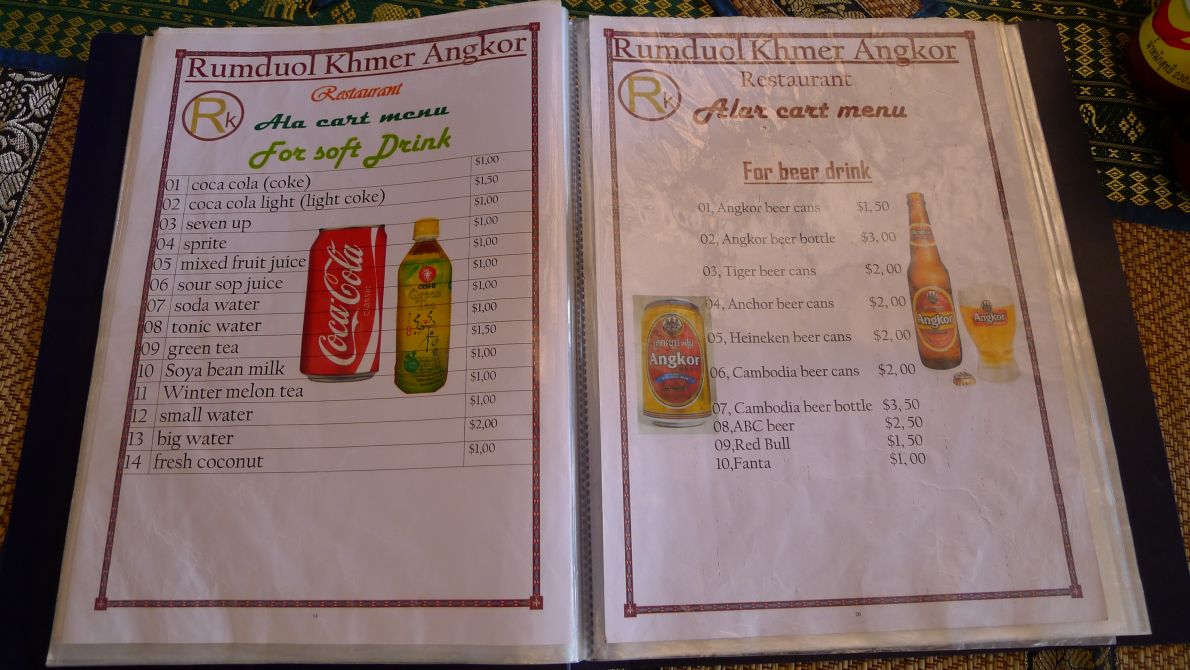 Rumduol Khmer Angkor
Restaurant
Rk
Ala cart menu
For soft Drink
01 coca cola (coke) $1,00
02 coca cola light (light coke) $1,50
03 seven up $1,00
04 sprite $1,00
05 mixed fruit juice $1,00
06 sour sop juice $1,00
07 soda water $1,00
08 tonic water $1,00
09 green tea $1,50
10 Soya bean milk $1,00
11 Winter melon tea $1,00
12 small water $1,00
13 big water $2,00
14 fresh coconut $1,00
Coca-Cola
classic
OISHI
Green
Rumduol Khmer Angkor
Restaurant
Rk
Alar cart menu
For beer drink
01, Angkor beer cans $1,50
02, Angkor beer bottle $3,00
03, Tiger beer cans $2,00
04, Anchor beer cans $2,00
05, Heineken beer cans $2,00
06, Cambodia beer cans $2,00
07, Cambodia beer bottle $3,50
08,ABC beer $2,50
09,Red Bull $1,50
10,Fanta $1,00
Angkor
Angkor
Angkor
20